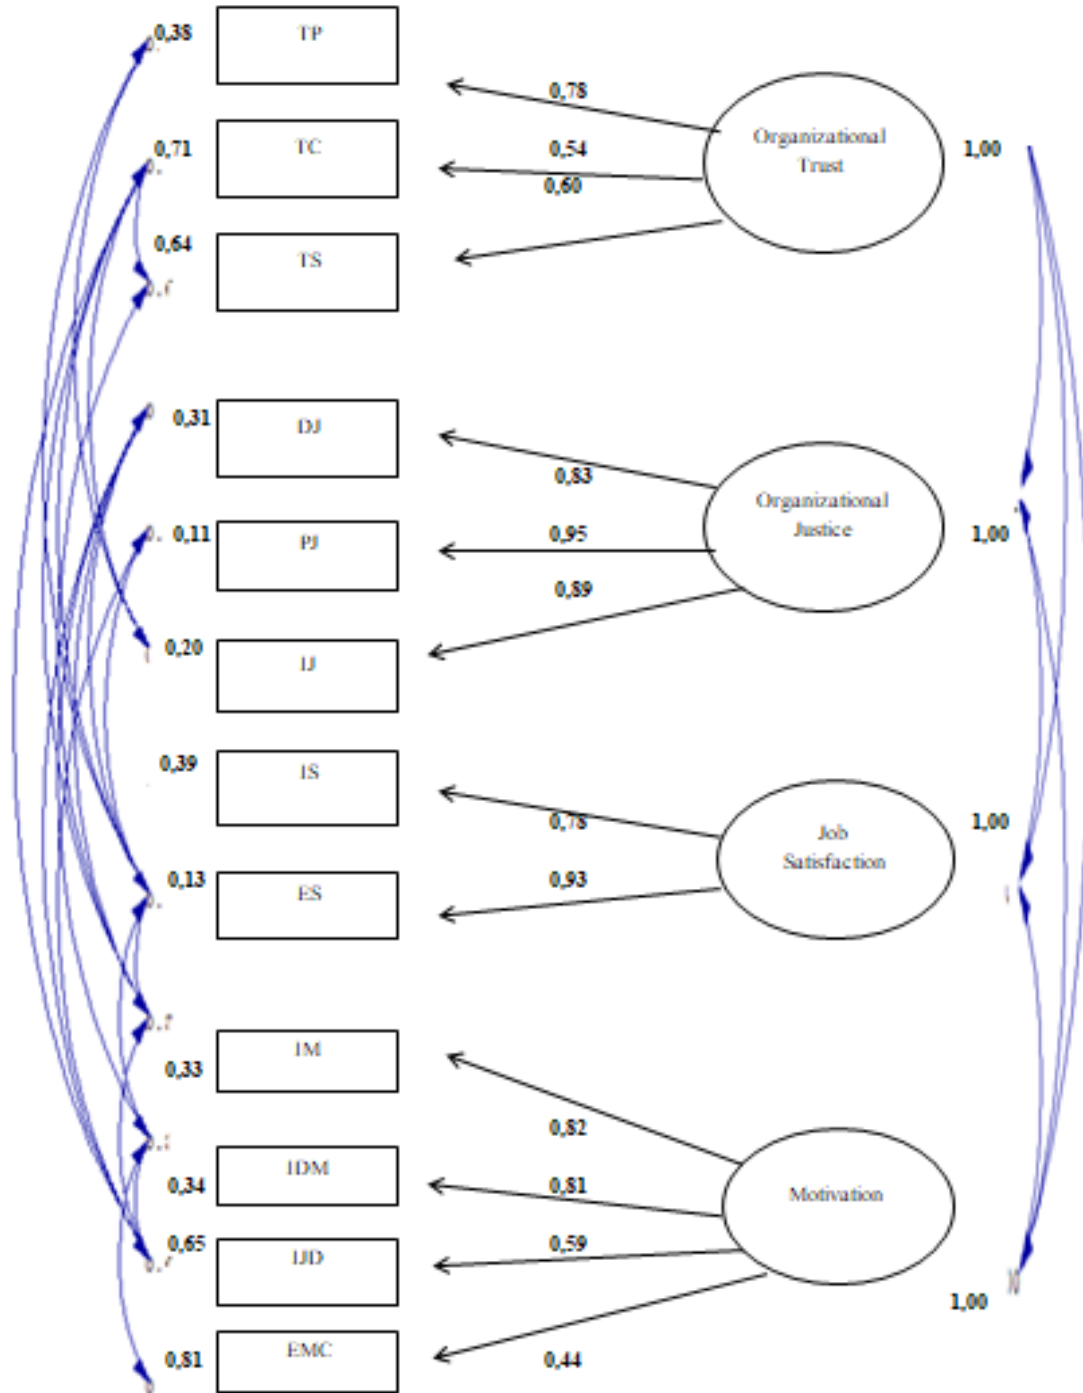 0,38 TP
0,78
0,71 TC
0,54
Organizational
Trust
1,00
0,60
0,64 TS
0,31 DJ
0,83
Organizational
Justice
1,00
0,11 PJ
0,95
0,89
0,20 IJ
0,39 IS
0,78
Job
Satisfaction
1,00
0,13 ES
0,93
IM
0,33
0,82
IDM
0,34
0,81
Motivation
0,65 IJD
0,59
1,00
EMC
0,81
0,44